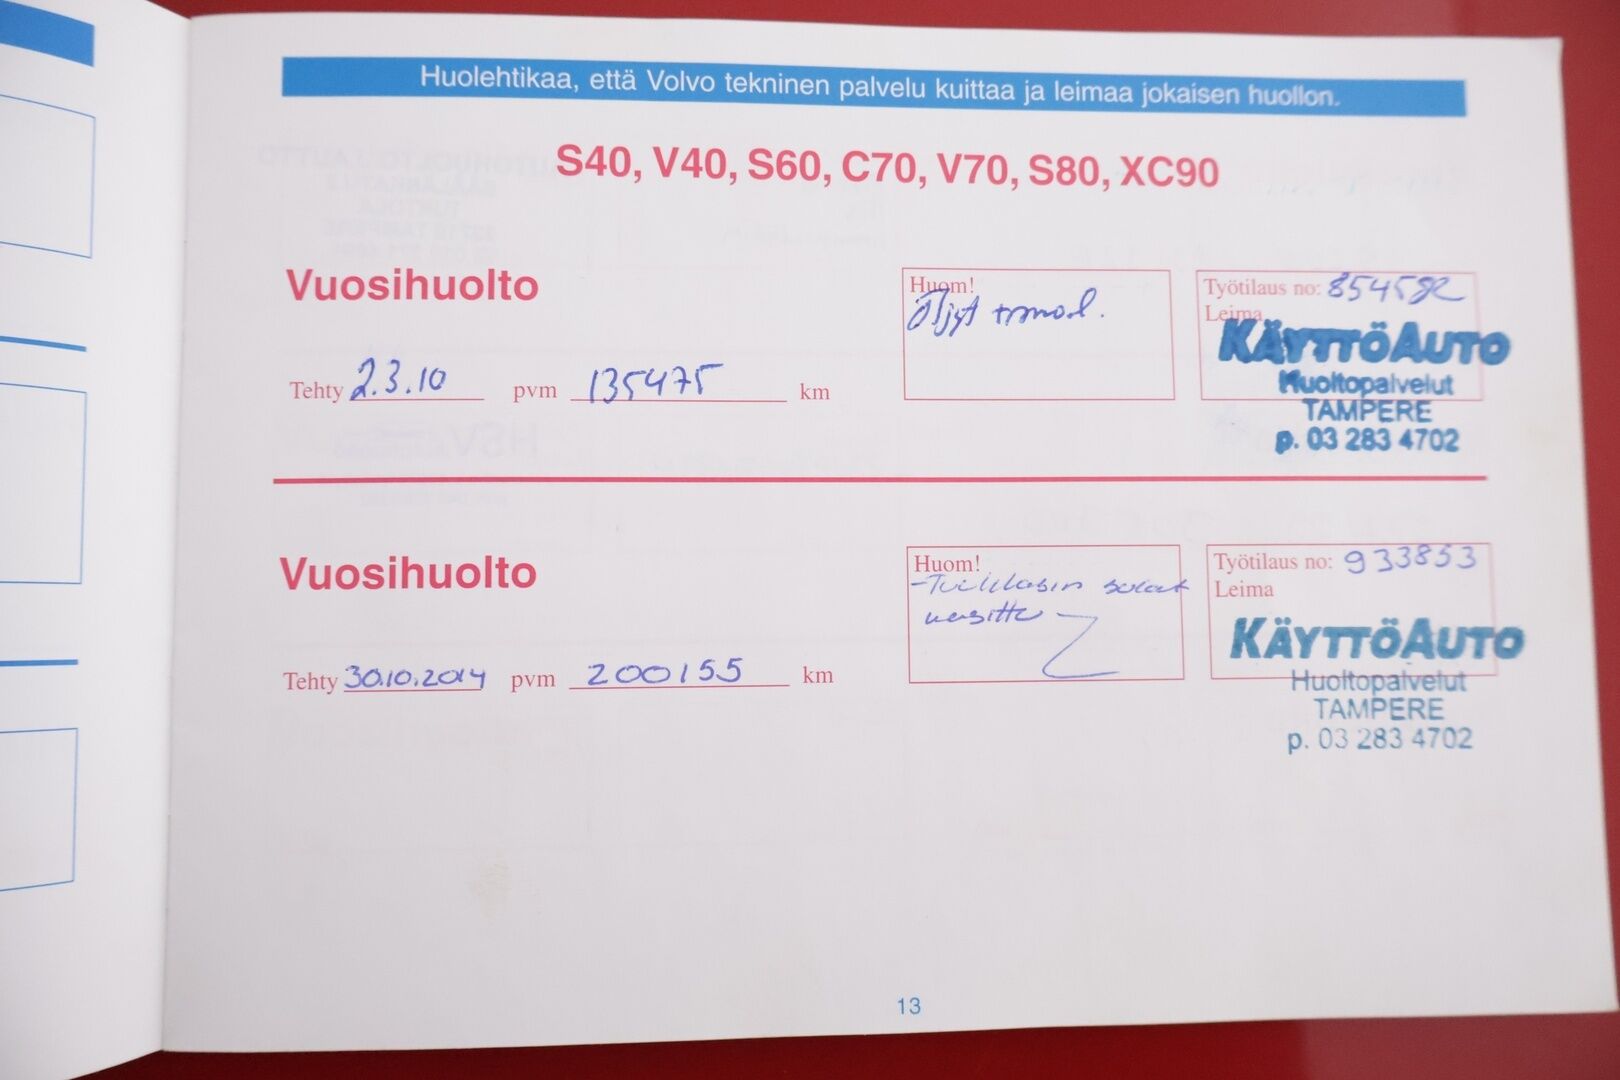 Huolehtikaa, että Volvo tekninen palvelu kuittaa ja leimaa jokaisen huollon.
S40, V40, S60, C70, V70, S80, XC90
Vuosihuolto
Huom!
Öljyt
Työtilaus no: 854582
Leima
KÄYTTÖAUTO
Huoltopalvelut
TAMPERE
p. 03 283 4702
Tehty 2.3.10 pvm 135475 km
Vuosihuolto
Huom!
-Tuulilasin
Työtilaus no: 933853
Leima
KÄYTTÖAUTO
Huoltopalvelut
TAMPERE
p. 03 283 4702
Tehty 30.10.2014 pvm 200155 km
13